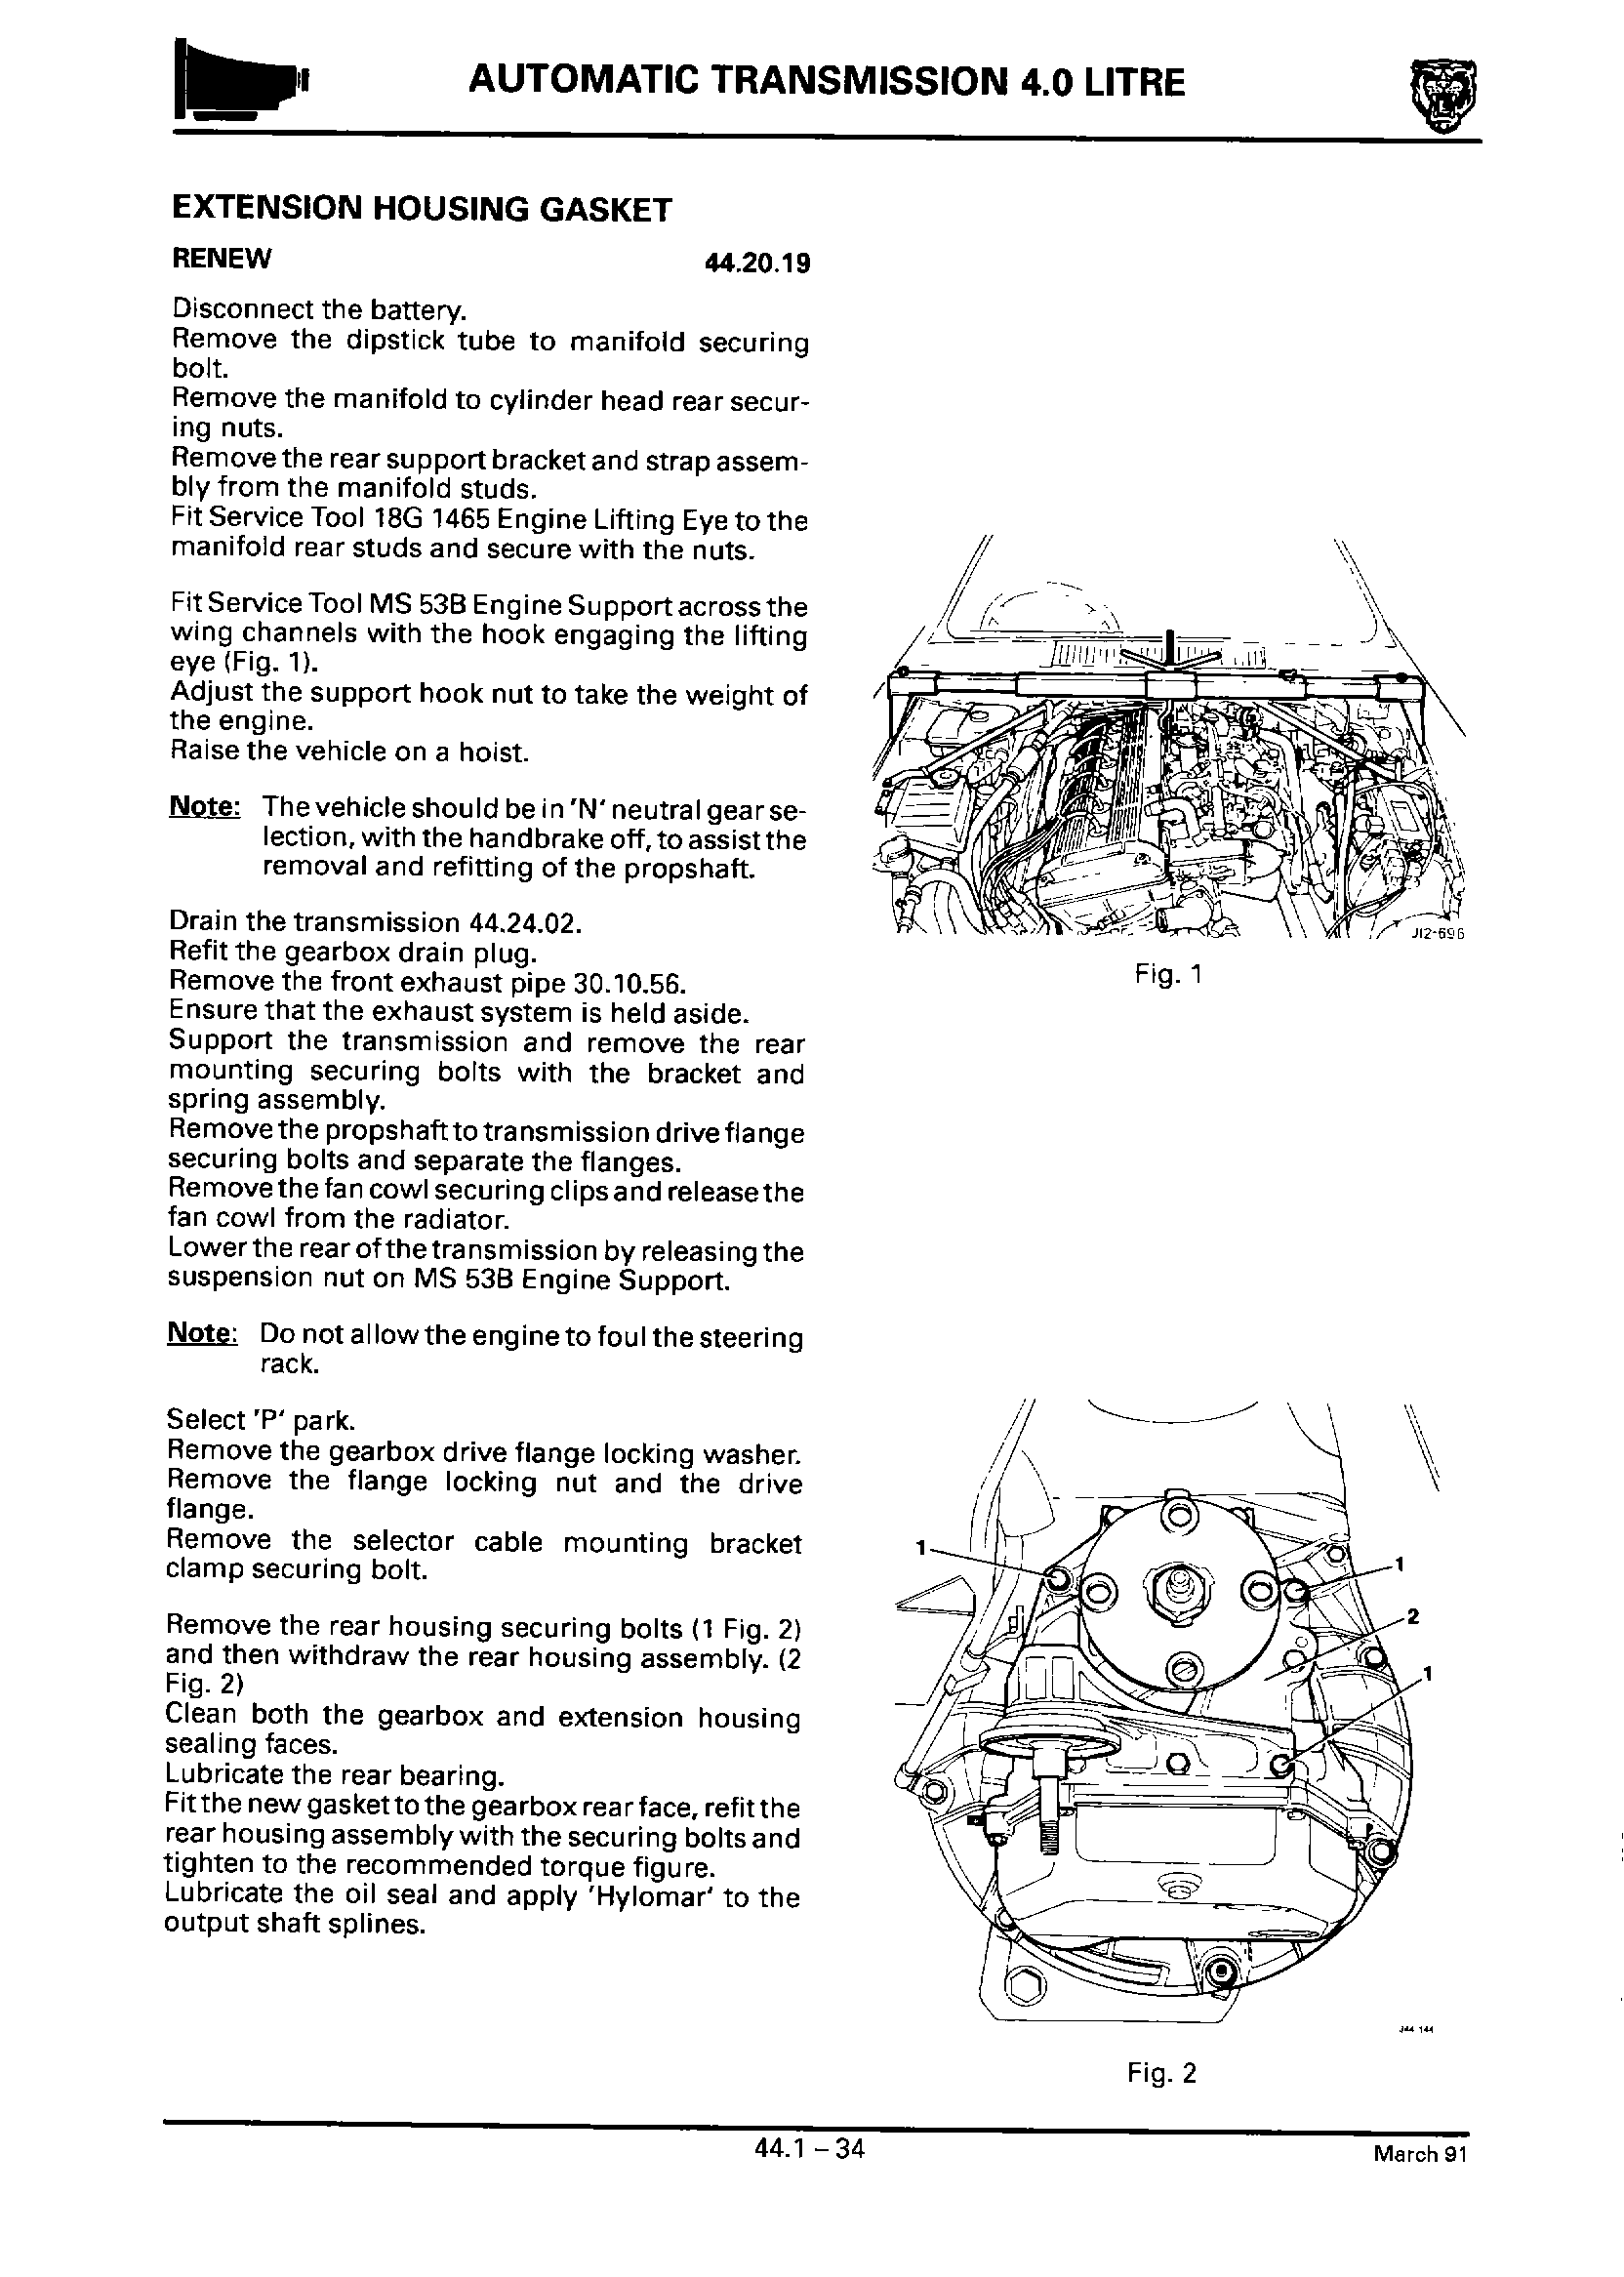 AUTOMATIC TRANSMISSION 4.0 LITRE
EXTENSION HOUSING GASKET
RENEW 44.20.19
Disconnect the battery.
Remove the dipstick tube to manifold securing
bolt.
Remove the manifold to cylinder head rear secur-
ing nuts.
Remove the rear support bracket and strap assem-
bly from the manifold studs.
Fit Service Tool 18G 1465 Engine Lifting Eye to the
manifold rear studs and secure with the nuts.
Fit Service Tool MS 53B Engine Support across the
wing channels with the hook engaging the lifting
eye (Fig. 1).
Adjust the support hook nut to take the weight of
the engine.
Raise the vehicle on a hoist.
Note: The vehicle should be in 'N' neutral gear se-
lection, with the handbrake off, to assist the
removal and refitting of the propshaft.
Drain the transmission 44.24.02.
Refit the gearbox drain plug.
Remove the front exhaust pipe 30.10.56.
Ensure that the exhaust system is held aside.
Support the transmission and remove the rear
mounting securing bolts with the bracket and
spring assembly.
Remove the propshaft to transmission drive flange
securing bolts and separate the flanges.
Remove the fan cowl securing clips and release the
fan cowl from the radiator.
Lower the rear of the transmission by releasing the
suspension nut on MS 53B Engine Support.
Note: Do not allow the engine to foul the steering
rack.
Select 'P' park.
Remove the gearbox drive flange locking washer.
Remove the flange locking nut and the drive
flange.
Remove the selector cable mounting bracket
clamp securing bolt.
Remove the rear housing securing bolts (1 Fig. 2)
and then withdraw the rear housing assembly. (2
Fig. 2)
Clean both the gearbox and extension housing
sealing faces.
Lubricate the rear bearing.
Fit the new gasket to the gearbox rear face, refit the
rear housing assembly with the securing bolts and
tighten to the recommended torque figure.
Lubricate the oil seal and apply 'Hylomar' to the
output shaft splines.
J12-696
Fig. 1
1
1
2
1
J44 144
Fig. 2
44.1 – 34
March 91